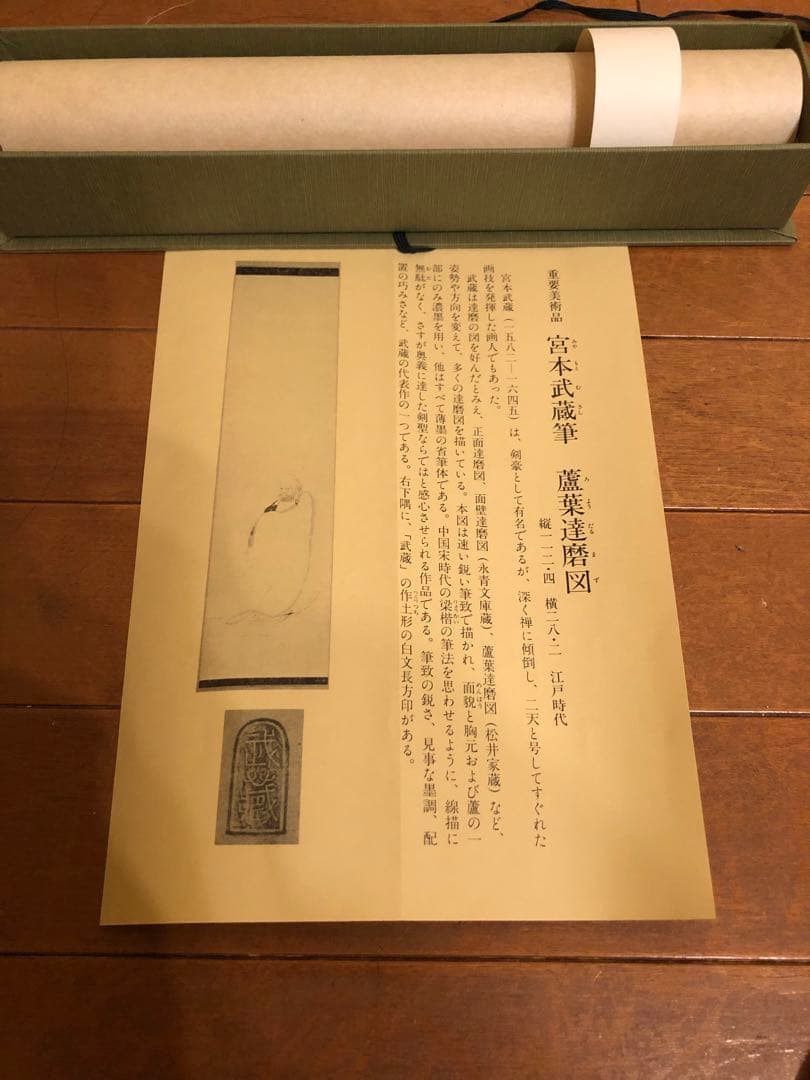 重要美術品
宮本武蔵筆　蘆葉達磨図
みやもとむさし　ろようだるまず
縦一一二・四　横二八・二　江戸時代
宮本武蔵（一五八二―一六四五）は、剣豪として有名であるが、深く禅に傾倒し、二天と号してすぐれた
画技を発揮した画人でもあった。
武蔵は達磨の図を好んだとみえ、正面達磨図、面壁達磨図（永青文庫蔵）、蘆葉達磨図（松井家蔵）など、
姿勢や方向を変えて、多くの達磨図を描いている。本図は速い鋭い筆致で描かれ、面貌と胸元および蘆の一
部にのみ濃墨を用い、他はすべて薄墨の省筆体である。中国宋時代の梁楷の筆法を思わせるように、線描に
無駄がなく、さすが奥義に達した剣聖ならではと感心させられる作品である。筆致の鋭さ、見事な墨調、配
置の巧みさなど、武蔵の代表作の一つである。右下隅に、「武蔵」の作土形の白文長方印がある。
武蔵